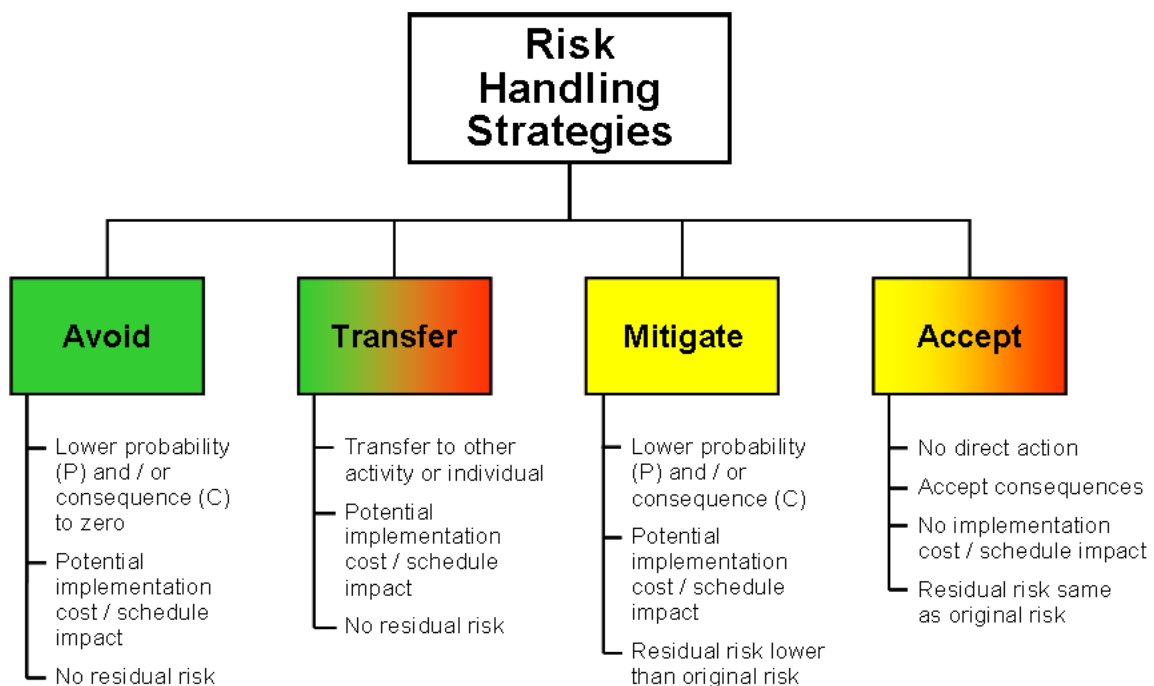 Risk
Handling
Strategies
Avoid
Lower probability
(P) and / or
consequence (C)
to zero
Potential
implementation
cost / schedule
impact
No residual risk
Transfer
Transfer to other
activity or individual
Potential
implementation
cost / schedule
impact
No residual risk
Mitigate
Lower probability
(P) and / or
consequence (C)
Potential
implementation
cost / schedule
impact
Residual risk lower
than original risk
Accept
No direct action
Accept consequences
No implementation
cost / schedule impact
Residual risk same
as original risk